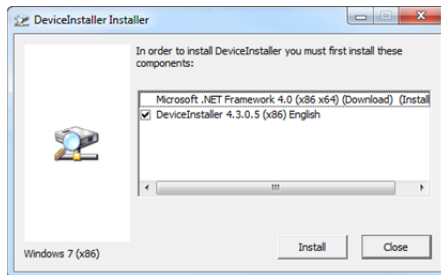 DeviceInstaller Installer
In order to install DeviceInstaller you must first install these
components:
Microsoft .NET Framework 4.0 (x86 x64) (Download) (Install
DeviceInstaller 4.3.0.5 (x86) English
Windows 7 (x86)
Install
Close